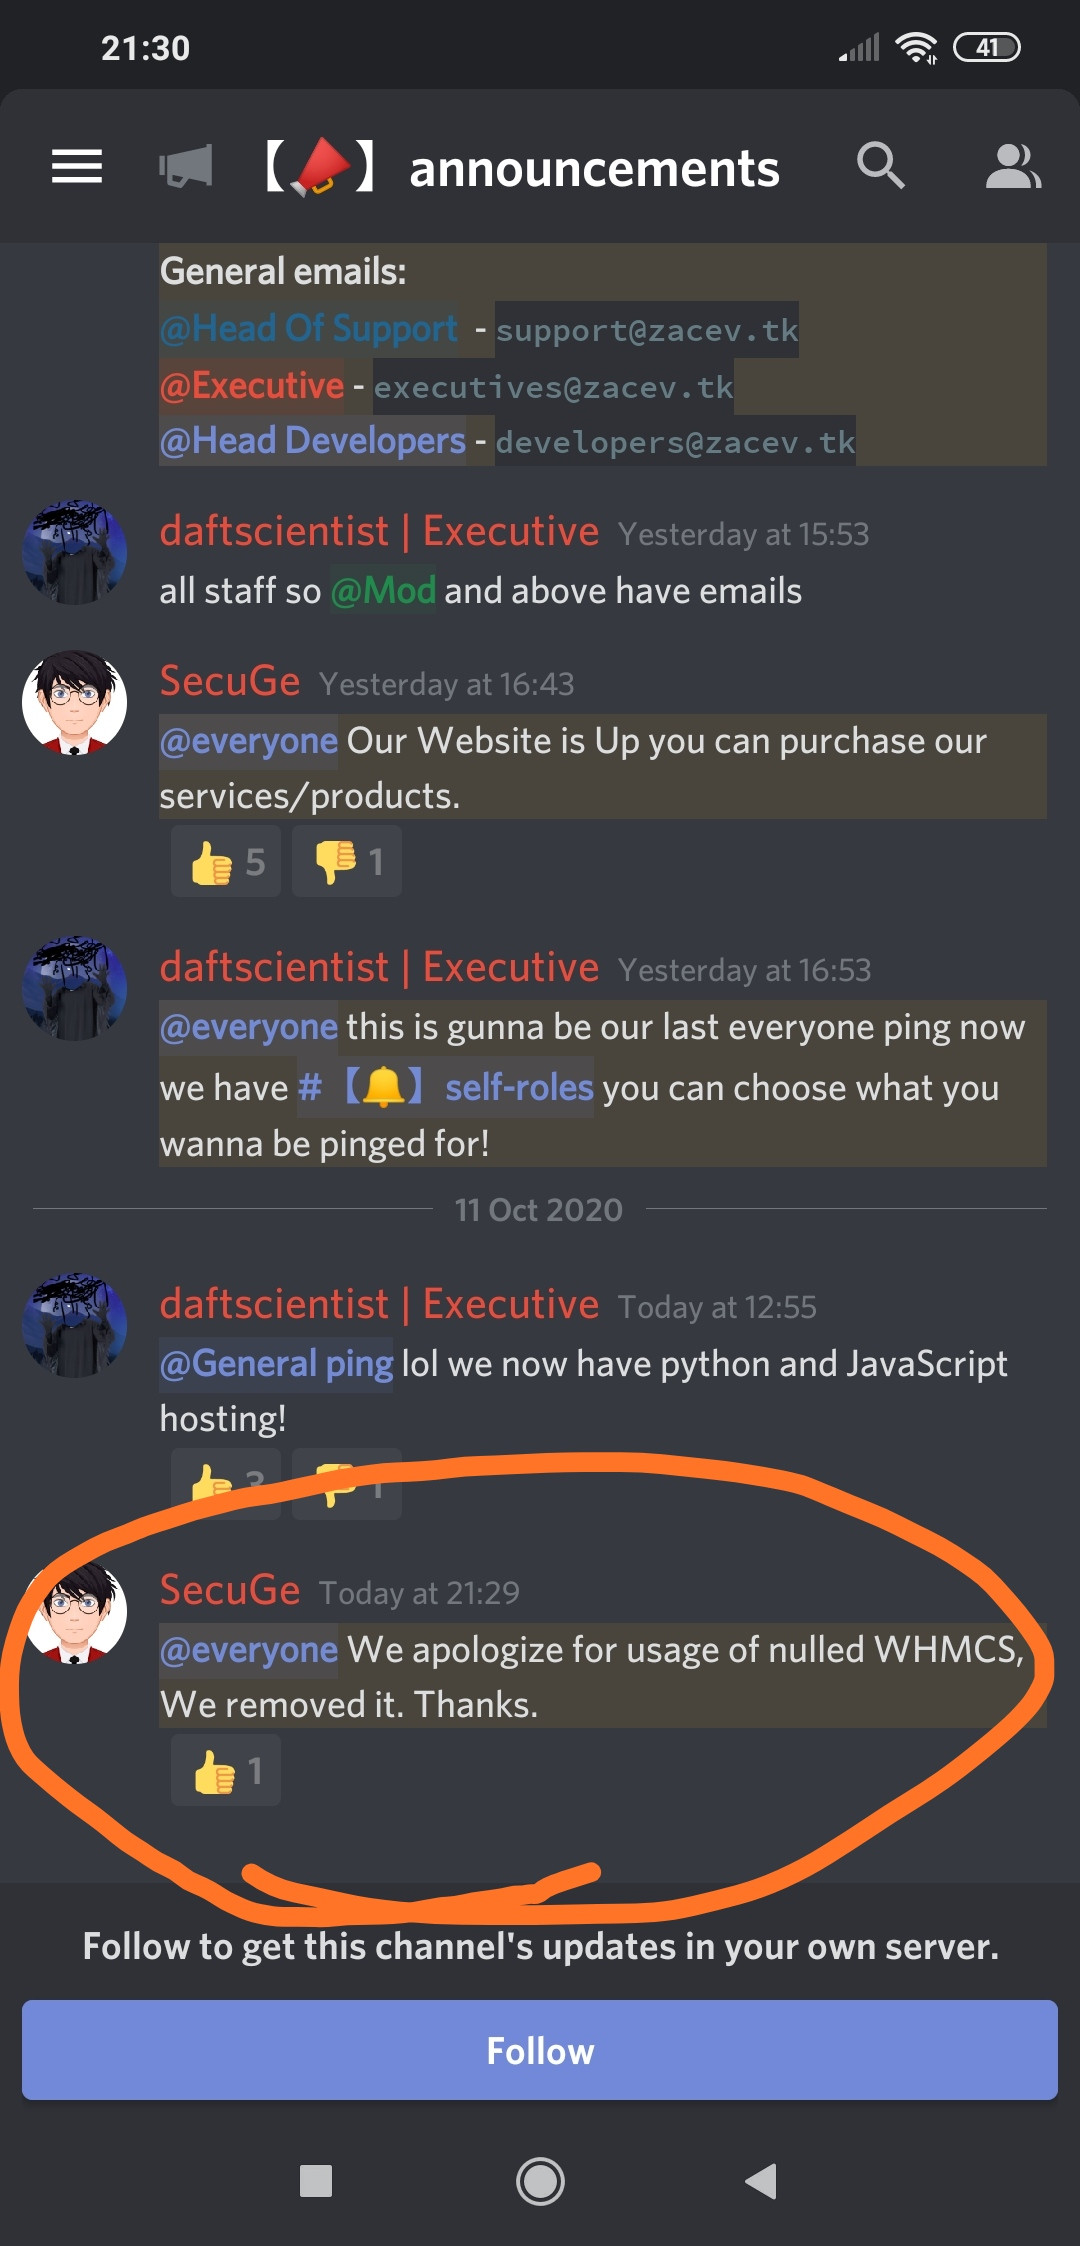 21:30
41
【📣】 announcements
General emails:
@Head Of Support - support@zacev.tk
@Executive - executives@zacev.tk
@Head Developers - developers@zacev.tk
daftscientist | Executive Yesterday at 15:53
all staff so @Mod and above have emails
SecuGe Yesterday at 16:43
@everyone Our Website is Up you can purchase our
services/products.
👍 5 👎 1
daftscientist | Executive Yesterday at 16:53
@everyone this is gunna be our last everyone ping now
we have #【🔔】 self-roles you can choose what you
wanna be pinged for!
11 Oct 2020
daftscientist | Executive Today at 12:55
@General ping lol we now have python and JavaScript
hosting!
👍 3 👎 1
SecuGe Today at 21:29
@everyone We apologize for usage of nulled WHMCS,
We removed it. Thanks.
👍 1
Follow to get this channel's updates in your own server.
Follow